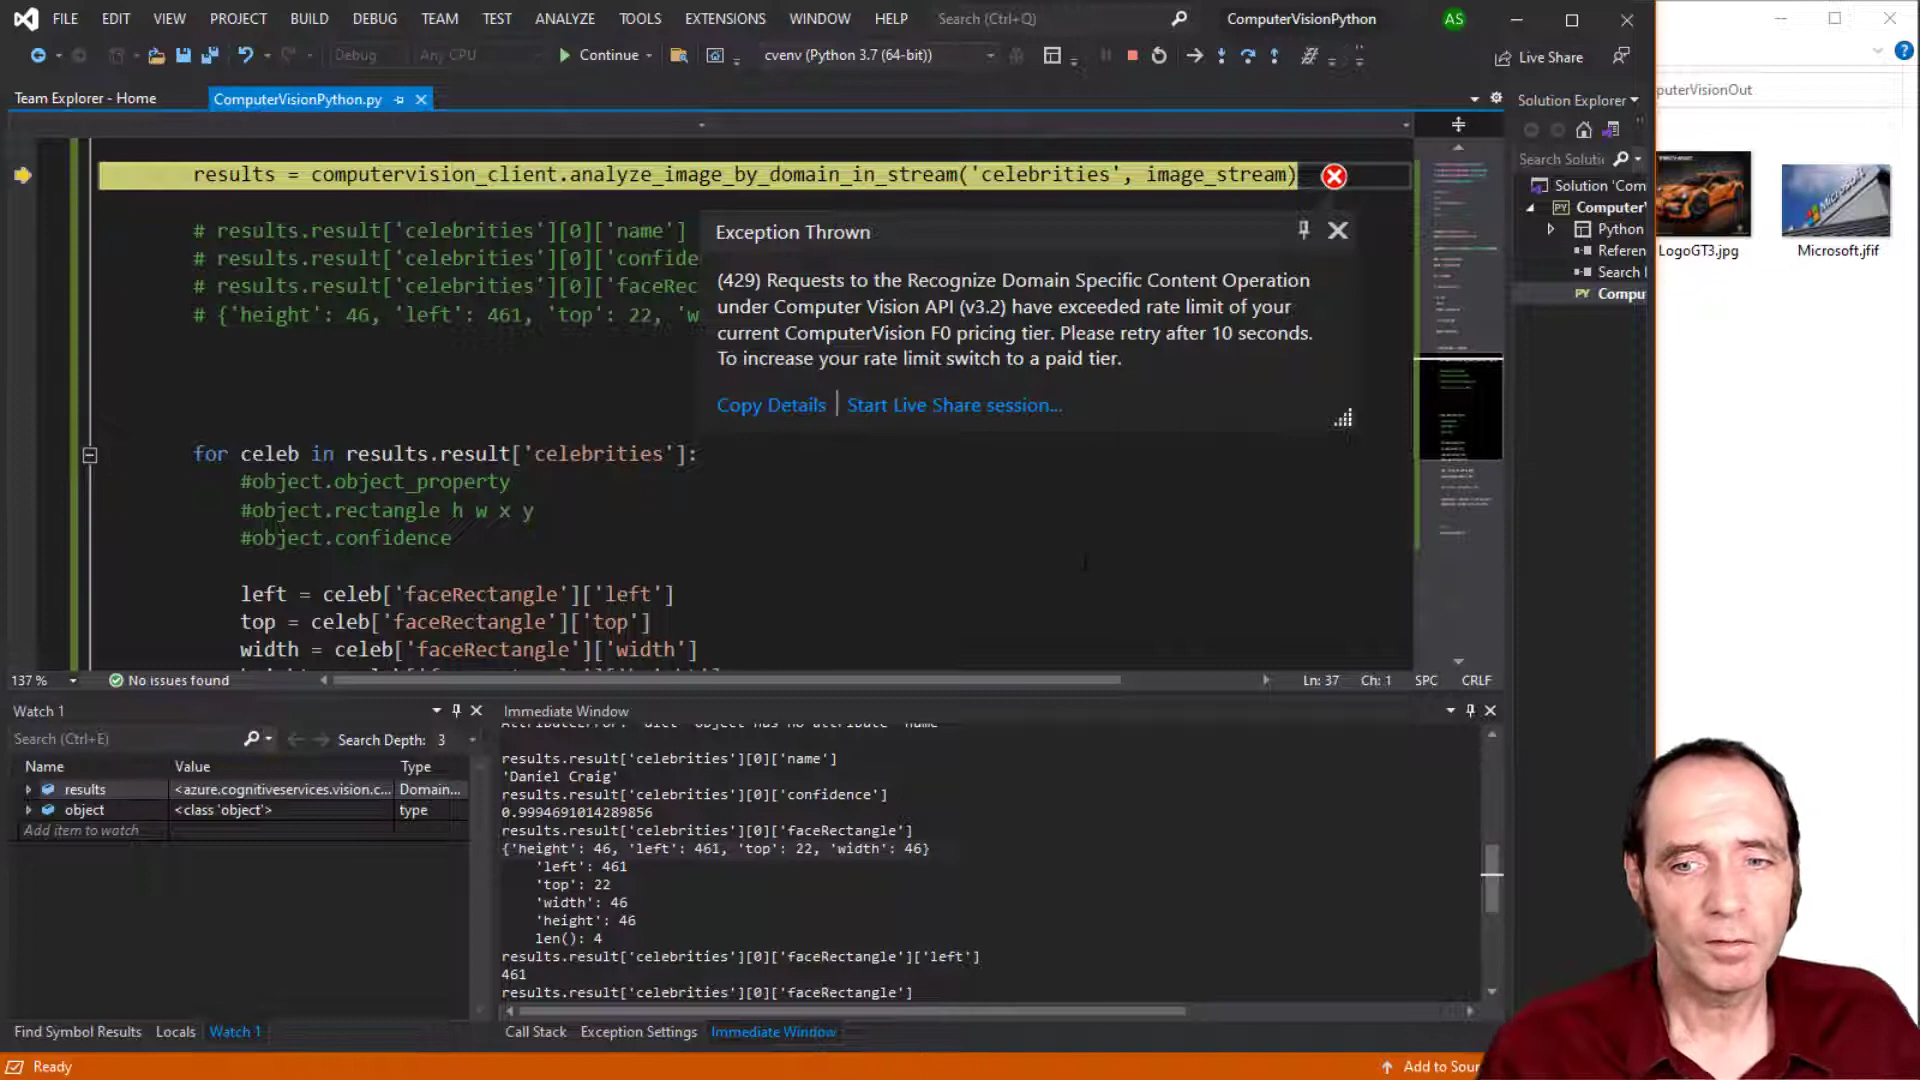 FILE EDIT VIEW PROJECT BUILD DEBUG TEAM TEST ANALYZE TOOLS EXTENSIONS WINDOW HELP Search (Ctrl+Q) ComputerVisionPython AS
Debug Any CPU Continue cvenv (Python 3.7 (64-bit)) Live Share
Team Explorer - Home ComputerVisionPython.py
results = computervision_client.analyze_image_by_domain_in_stream('celebrities', image_stream)
# results.result['celebrities'][0]['name']
# results.result['celebrities'][0]['confide
# results.result['celebrities'][0]['faceRec
# {'height': 46, 'left': 461, 'top': 22, 'w
Exception Thrown
(429) Requests to the Recognize Domain Specific Content Operation
under Computer Vision API (v3.2) have exceeded rate limit of your
current ComputerVision F0 pricing tier. Please retry after 10 seconds.
To increase your rate limit switch to a paid tier.
Copy Details | Start Live Share session...
for celeb in results.result['celebrities']:
#object.object_property
#object.rectangle h w x y
#object.confidence
left = celeb['faceRectangle']['left']
top = celeb['faceRectangle']['top']
width = celeb['faceRectangle']['width']
137 % No issues found Ln: 37 Ch: 1 SPC CRLF
Solution Explorer
Search Soluti
Solution 'Com
PY Computer
Python
Referen
Search
PY Compu
puterVisionOut
LogoGT3.jpg
Microsoft.jfif
Microsoft
Watch 1
Search (Ctrl+E) Search Depth: 3
Name Value Type
results <azure.cognitiveservices.vision.c... Domain...
object <class 'object'> type
Add item to watch
Find Symbol Results Locals Watch 1
Immediate Window
results.result['celebrities'][0]['name']
'Daniel Craig'
results.result['celebrities'][0]['confidence']
0.9994691014289856
results.result['celebrities'][0]['faceRectangle']
{'height': 46, 'left': 461, 'top': 22, 'width': 46}
'left': 461
'top': 22
'width': 46
'height': 46
len(): 4
results.result['celebrities'][0]['faceRectangle']['left']
461
results.result['celebrities'][0]['faceRectangle']
Call Stack Exception Settings Immediate Window
Ready Add to Sour